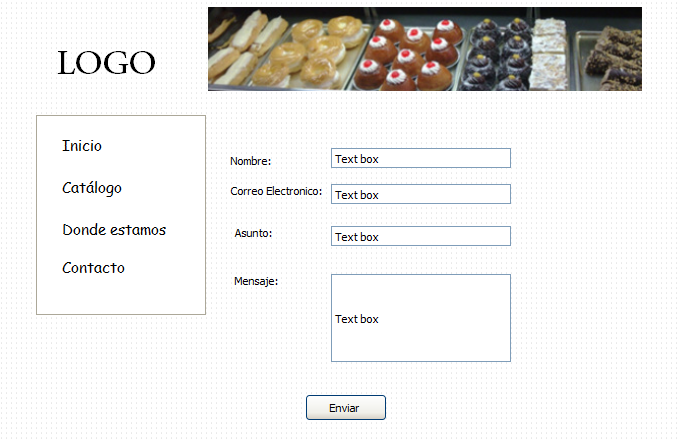 LOGO
Inicio
Catálogo
Donde estamos
Contacto
Nombre:
Text box
Correo Electronico:
Text box
Asunto:
Text box
Mensaje:
Text box
Enviar